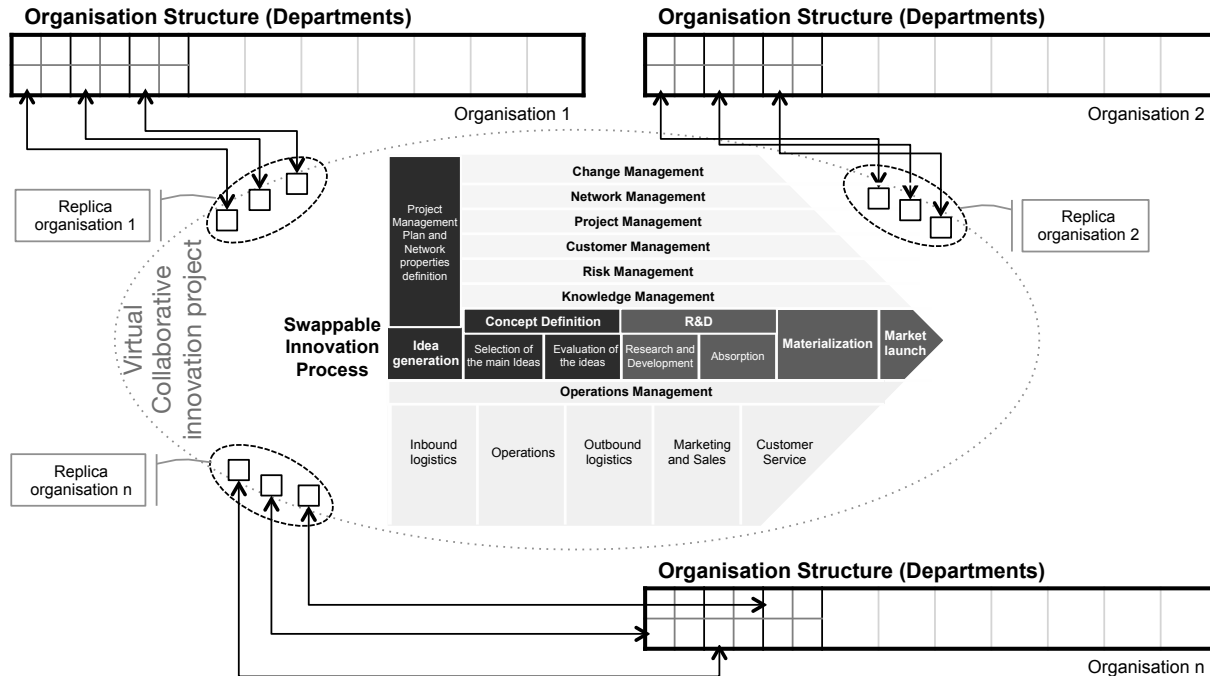 Organisation Structure (Departments)
Organisation Structure (Departments)
Organisation 1
Organisation 2
Replica
organisation 1
Replica
organisation 2
Virtual
Collaborative
innovation project
Swappable
Innovation
Process
Project
Management
Plan and
Network
properties
definition
Change Management
Network Management
Project Management
Customer Management
Risk Management
Knowledge Management
Idea
generation
Concept Definition
Selection of
the main Ideas
Evaluation of
the ideas
R&D
Research and
Development
Absorption
Materialization
Market
launch
Operations Management
Inbound
logistics
Operations
Outbound
logistics
Marketing
and Sales
Customer
Service
Replica
organisation n
Organisation Structure (Departments)
Organisation n